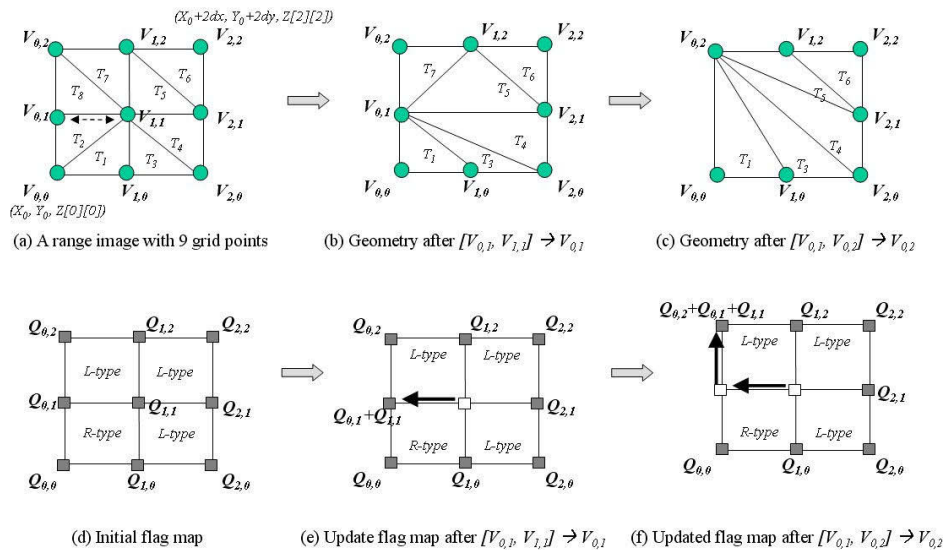 (X0+2dx, Y0+2dy, Z[2][2])
V0,2 V1,2 V2,2
T7 T6
T8 T5
V0,1 V1,1 V2,1
T2 T4
T1 T3
V0,0 V1,0 V2,0
(X0, Y0, Z[0][0])
(a) A range image with 9 grid points
V0,2 V1,2 V2,2
T7 T6
T5
V0,1 V2,1
T4
T1 T3
V0,0 V1,0 V2,0
(b) Geometry after [V0,1, V1,1] → V0,1
V0,2 V1,2 V2,2
T6
T5
V2,1
T4
T1 T3
V0,0 V1,0 V2,0
(c) Geometry after [V0,1, V0,2] → V0,2
Q0,2 Q1,2 Q2,2
L-type L-type
Q0,1 Q1,1 Q2,1
R-type L-type
Q0,0 Q1,0 Q2,0
(d) Initial flag map
Q0,2 Q1,2 Q2,2
L-type L-type
Q0,1+Q1,1 Q2,1
R-type L-type
Q0,0 Q1,0 Q2,0
(e) Update flag map after [V0,1, V1,1] → V0,1
Q0,2+Q0,1+Q1,1 Q1,2 Q2,2
L-type L-type
Q2,1
R-type L-type
Q0,0 Q1,0 Q2,0
(f) Updated flag map after [V0,1, V0,2] → V0,2